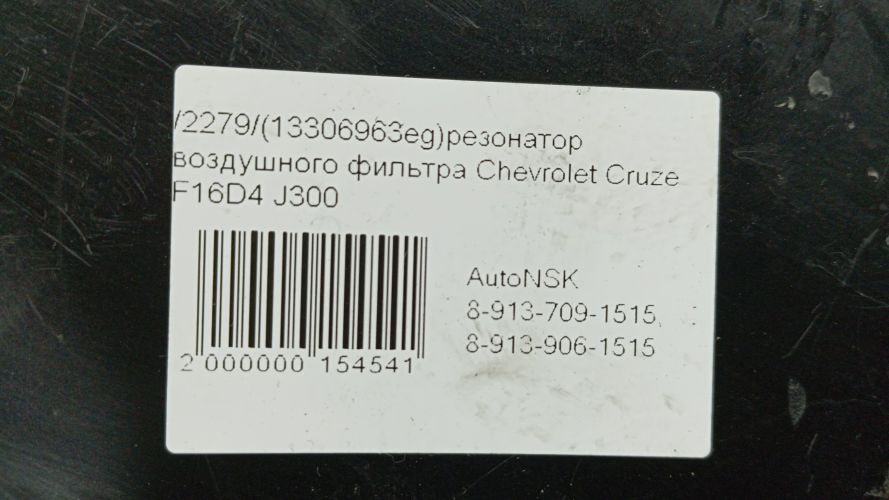 /2279/(13306963eg)резонатор
воздушного фильтра Chevrolet Cruze
F16D4 J300
AutoNSK
8-913-709-1515,
8-913-906-1515
2 000000 154541